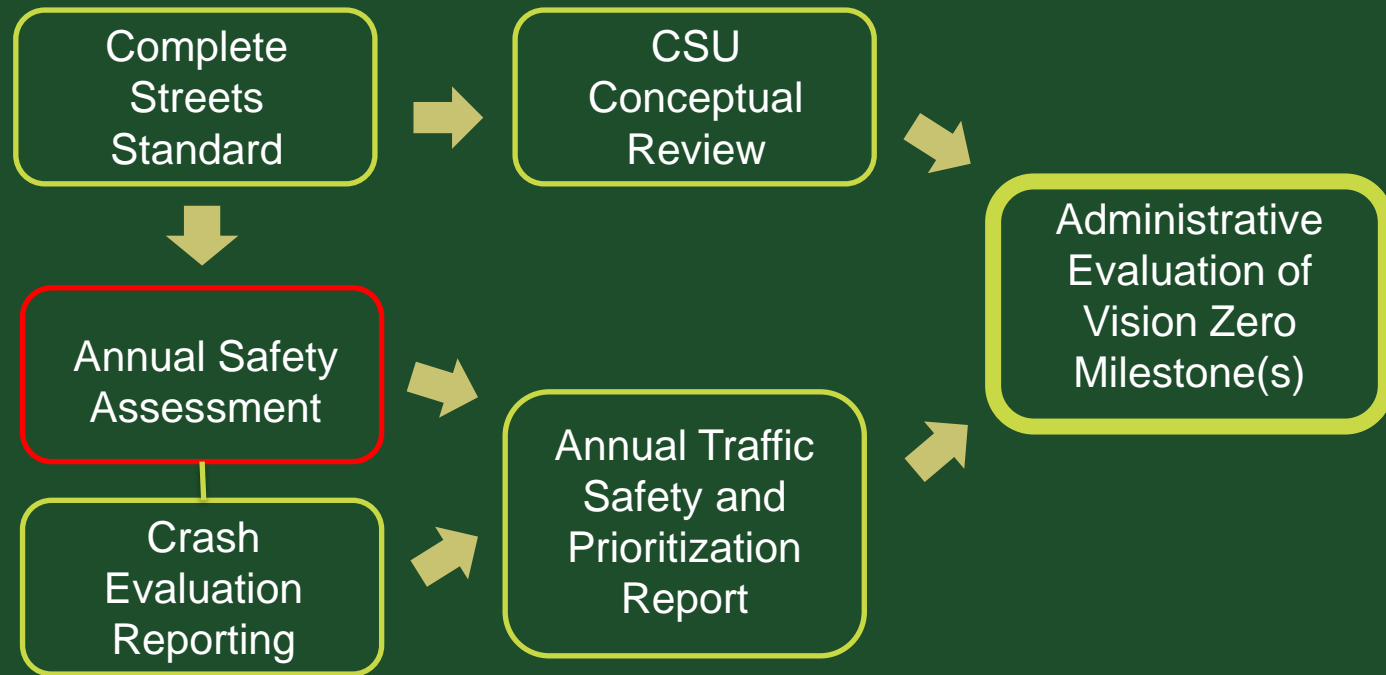 Complete
Streets
Standard
CSU
Conceptual
Review
Administrative
Evaluation of
Vision Zero
Milestone(s)
Annual Safety
Assessment
Annual Traffic
Safety and
Prioritization
Report
Crash
Evaluation
Reporting